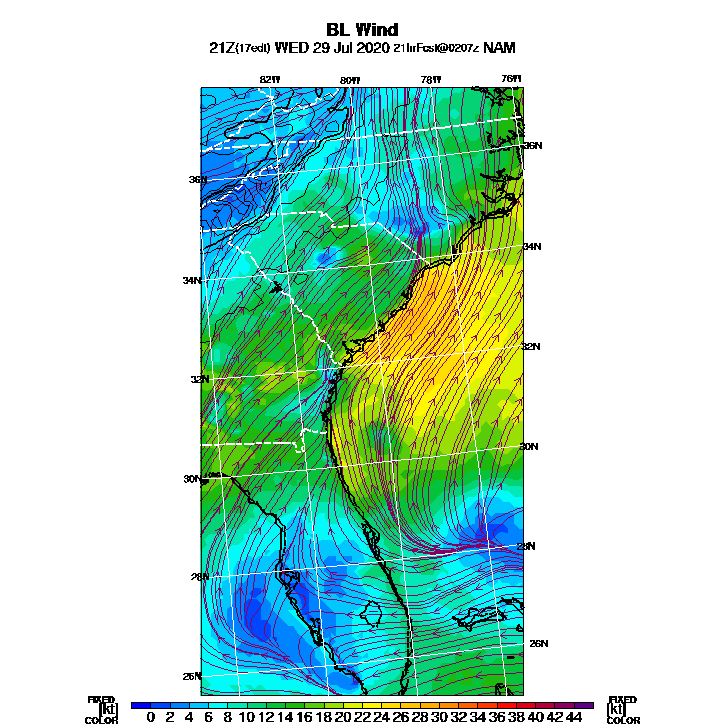 BL Wind
21Z(17edt) WED 29 Jul 2020 21hrFcst@0207z NAM
82W 80W 78W 76W
36N
36N
34N
34N
32N
32N
30N
30N
28N
28N
26N
26N
FIXED FIXED
[kt] [kt]
COLOR COLOR
0 2 4 6 8 10 12 14 16 18 20 22 24 26 28 30 32 34 36 38 40 42 44